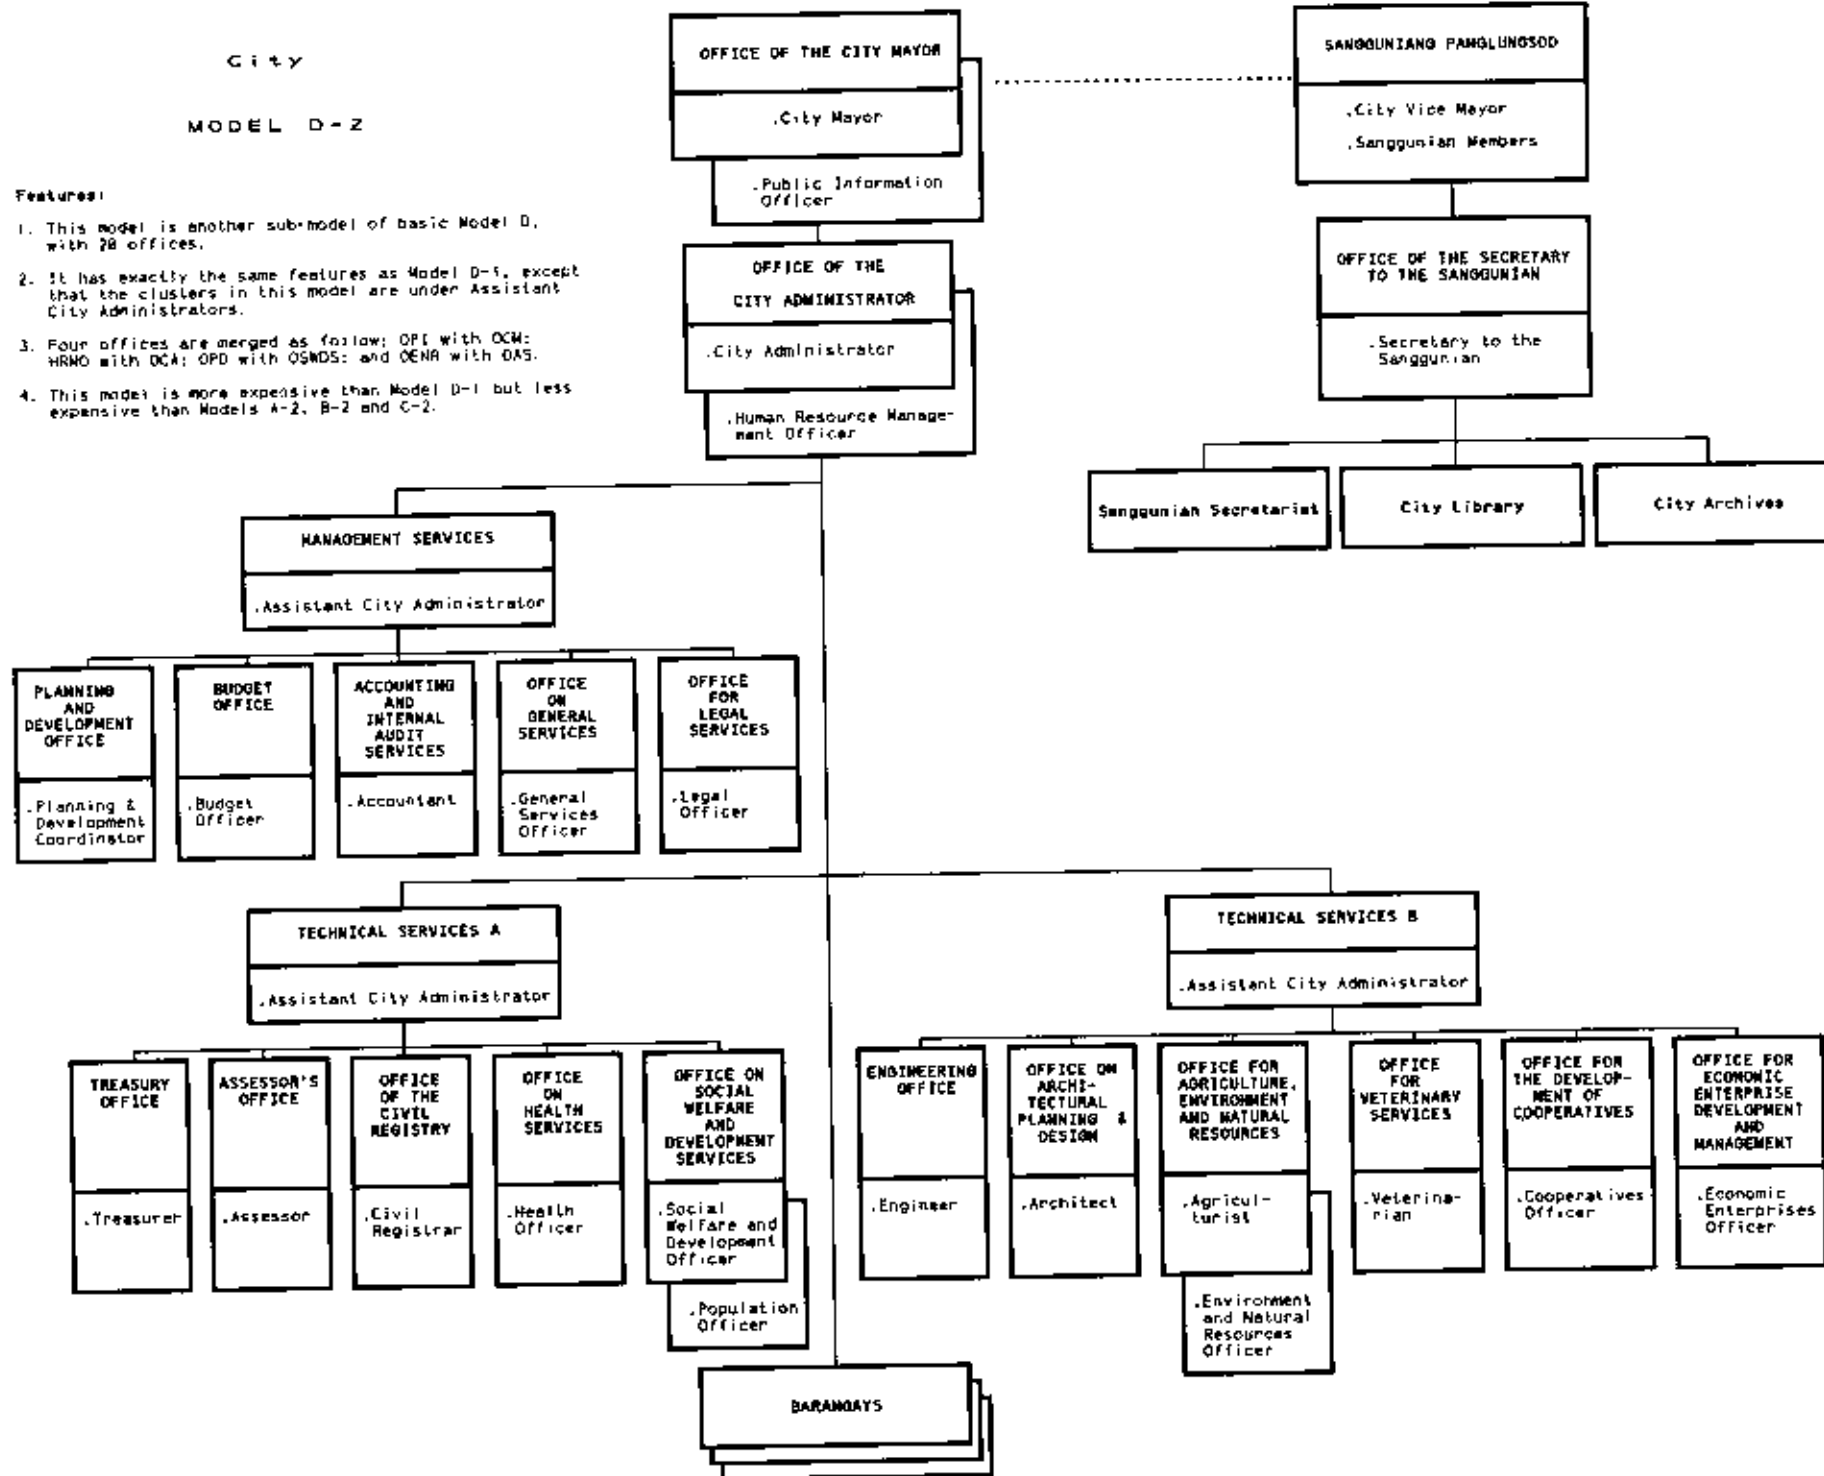 City
MODEL D-2
Features:
1. This model is another sub-model of basic Model D,
with 20 offices.
2. It has exactly the same features as Model D-1, except
that the clusters in this model are under Assistant
City Administrators.
3. Four offices are merged as follow: OPI with OCM;
HRMO with OCA; OPD with OSWDS; and OENR with OAS.
4. This model is more expensive than Model D-1 but less
expensive than Models A-2, B-2 and C-2.
OFFICE OF THE CITY MAYOR
.City Mayor
.Public Information
Officer
SANGGUNIANG PANGLUNGSOD
.City Vice Mayor
.Sanggunian Members
OFFICE OF THE
CITY ADMINISTRATOR
.City Administrator
.Human Resource Manage-
ment Officer
OFFICE OF THE SECRETARY
TO THE SANGGUNIAN
.Secretary to the
Sanggunian
Sanggunian Secretariat
City Library
City Archives
MANAGEMENT SERVICES
.Assistant City Administrator
PLANNING
AND
DEVELOPMENT
OFFICE
.Planning &
Development
Coordinator
BUDGET
OFFICE
.Budget
Officer
ACCOUNTING
AND
INTERNAL
AUDIT
SERVICES
.Accountant
OFFICE
ON
GENERAL
SERVICES
.General
Services
Officer
OFFICE
FOR
LEGAL
SERVICES
.Legal
Officer
TECHNICAL SERVICES A
.Assistant City Administrator
TECHNICAL SERVICES B
.Assistant City Administrator
TREASURY
OFFICE
.Treasurer
ASSESSOR'S
OFFICE
.Assessor
OFFICE
OF THE
CIVIL
REGISTRY
.Civil
Registrar
OFFICE
ON
HEALTH
SERVICES
.Health
Officer
OFFICE ON
SOCIAL
WELFARE
AND
DEVELOPMENT
SERVICES
.Social
Welfare and
Development
Officer
.Population
Officer
ENGINEERING
OFFICE
.Engineer
OFFICE ON
ARCHI-
TECTURAL
PLANNING &
DESIGN
.Architect
OFFICE FOR
AGRICULTURE,
ENVIRONMENT
AND NATURAL
RESOURCES
.Agricul-
turist
.Environment
and Natural
Resources
Officer
OFFICE
FOR
VETERINARY
SERVICES
.Veterina-
rian
OFFICE FOR
THE DEVELOP-
MENT OF
COOPERATIVES
.Cooperatives
Officer
OFFICE FOR
ECONOMIC
ENTERPRISE
DEVELOPMENT
AND
MANAGEMENT
.Economic
Enterprises
Officer
BARANGAYS